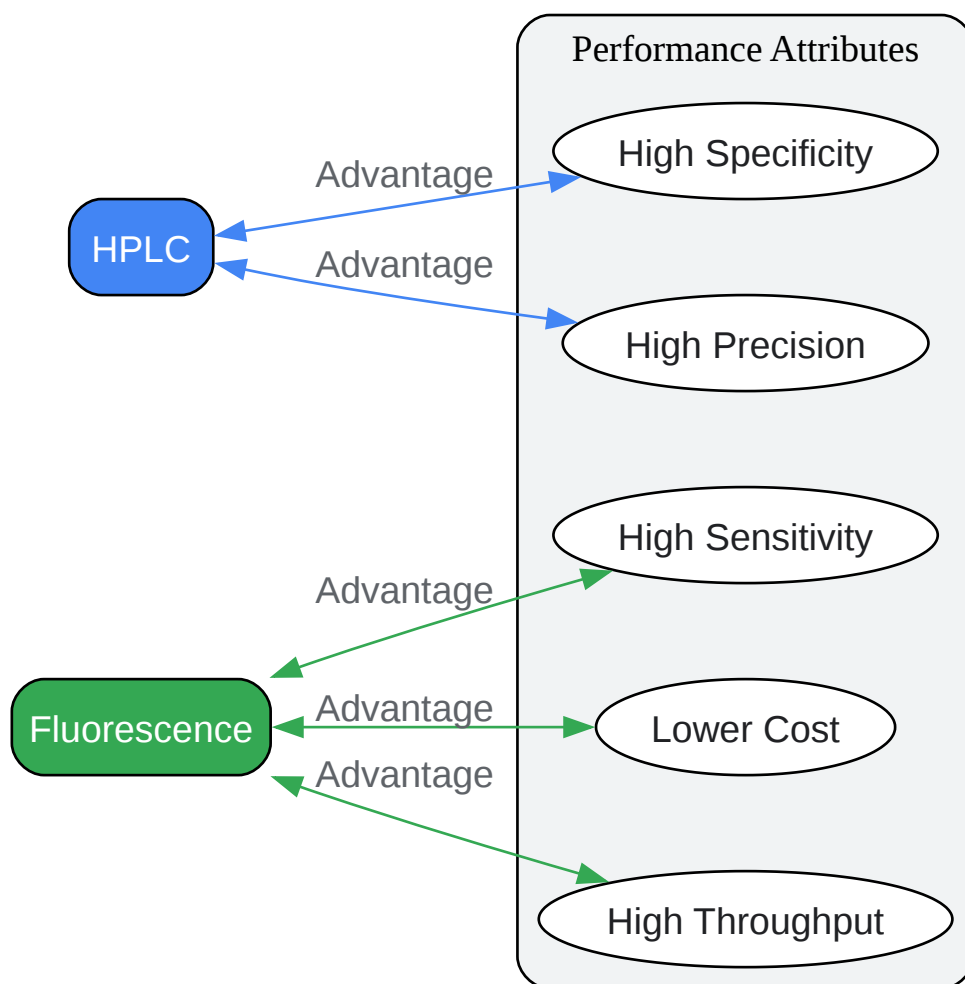 Performance Attributes
High Specificity
Advantage
HPLC
Advantage
High Precision
High Sensitivity
Advantage
Fluorescence
Advantage
Lower Cost
Advantage
High Throughput